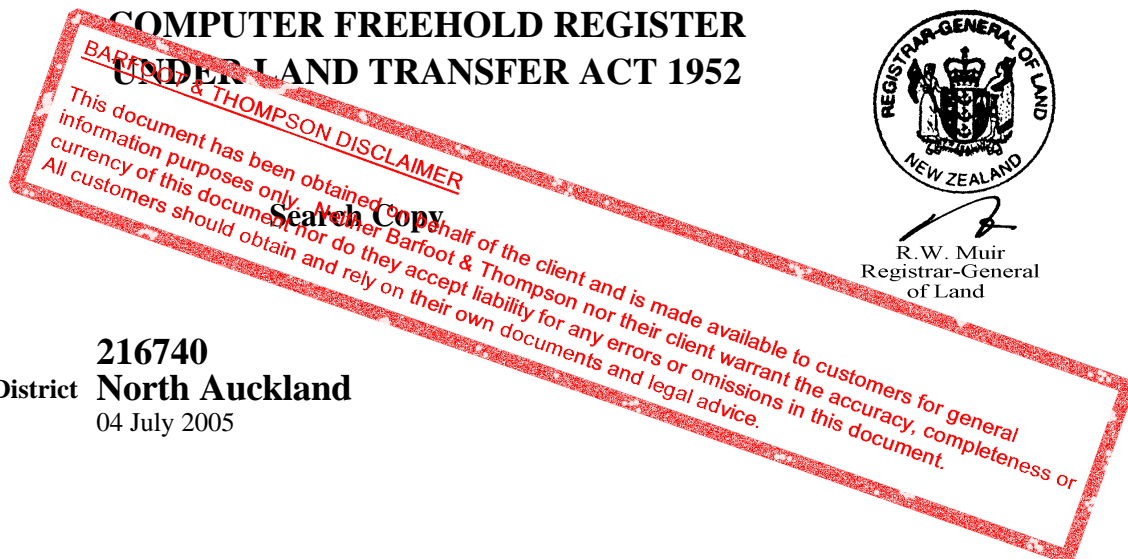 COMPUTER FREEHOLD REGISTER
UNDER LAND TRANSFER ACT 1952
REGISTRAR-GENERAL OF LAND
NEW ZEALAND
R.W. Muir
Registrar-General
of Land
Search Copy
BARFOOT & THOMPSON DISCLAIMER
This document has been obtained on behalf of the client and is made available to customers for general
information purposes only. Neither Barfoot & Thompson nor their client warrant the accuracy, completeness or
currency of this document nor do they accept liability for any errors or omissions in this document.
All customers should obtain and rely on their own documents and legal advice.
216740
District North Auckland
04 July 2005